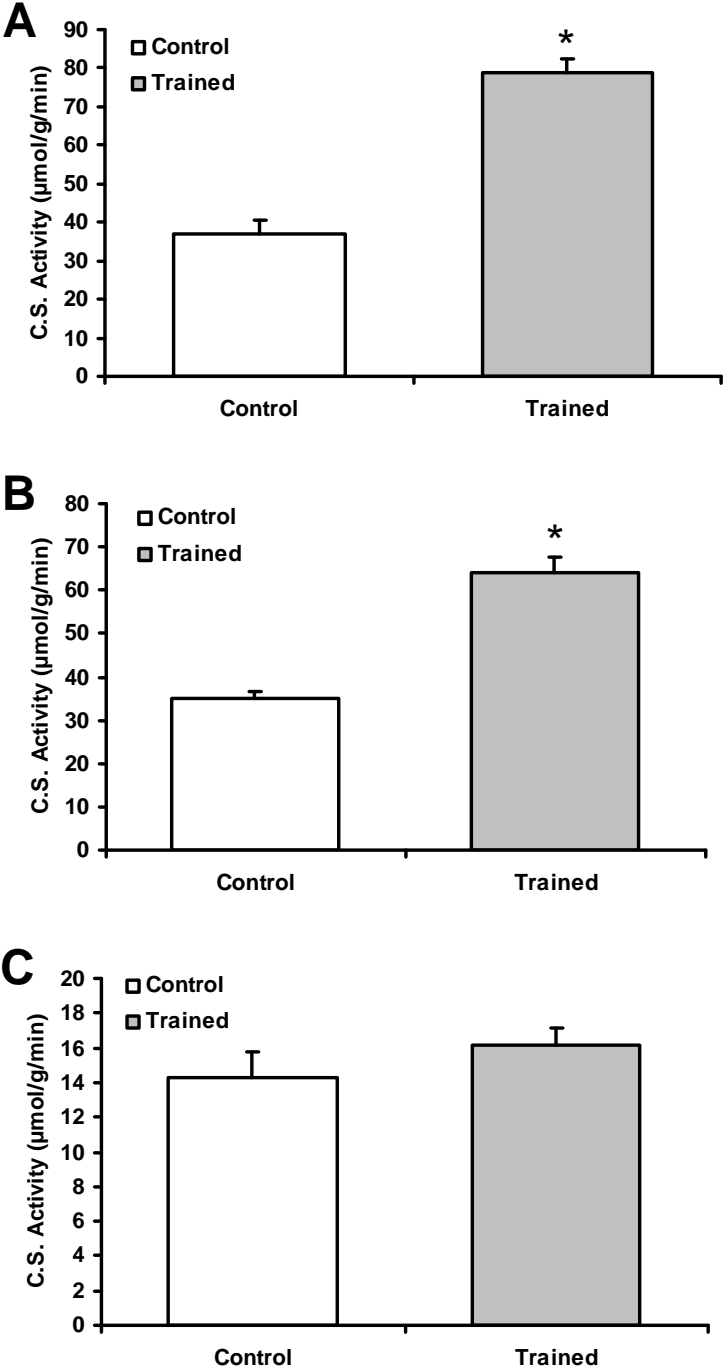 A
C.S. Activity (µmol/g/min)
90
80
70
60
50
40
30
20
10
0
Control
Trained
*
Control Trained
B
C.S. Activity (µmol/g/min)
80
70
60
50
40
30
20
10
0
Control
Trained
*
Control Trained
C
C.S. Activity (µmol/g/min)
20
18
16
14
12
10
8
6
4
2
0
Control
Trained
Control Trained